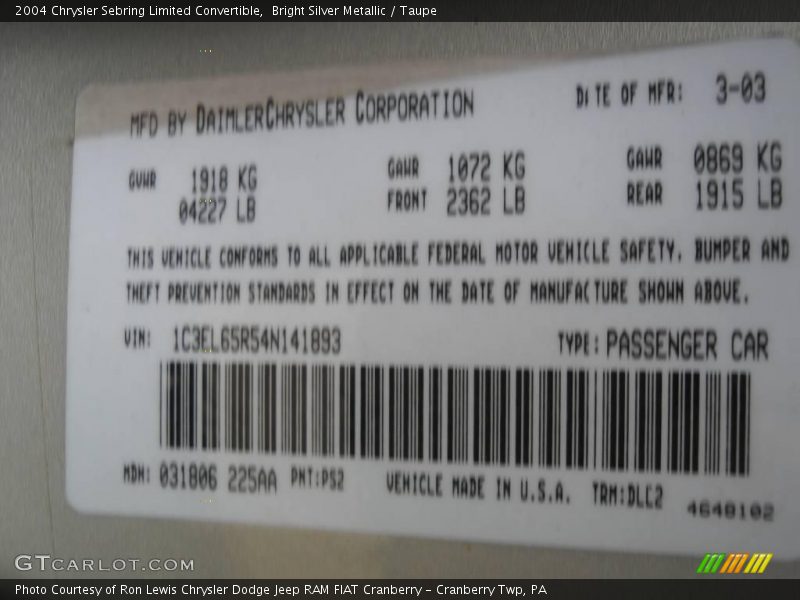 2004 Chrysler Sebring Limited Convertible, Bright Silver Metallic / Taupe
MFD BY DAIMLERCHRYSLER CORPORATION DATE OF MFR: 3-03
GVWR 1918 KG GAWR 1072 KG GAWR 0869 KG
04227 LB FRONT 2362 LB REAR 1915 LB
THIS VEHICLE CONFORMS TO ALL APPLICABLE FEDERAL MOTOR VEHICLE SAFETY, BUMPER AND
THEFT PREVENTION STANDARDS IN EFFECT ON THE DATE OF MANUFACTURE SHOWN ABOVE.
VIN: 1C3EL65R54N141893 TYPE: PASSENGER CAR
MDH: 031806 225AA PNT:PS2 VEHICLE MADE IN U.S.A. TRM:DLC2 4648102
GTCARLOT.COM
Photo Courtesy of Ron Lewis Chrysler Dodge Jeep RAM FIAT Cranberry - Cranberry Twp, PA